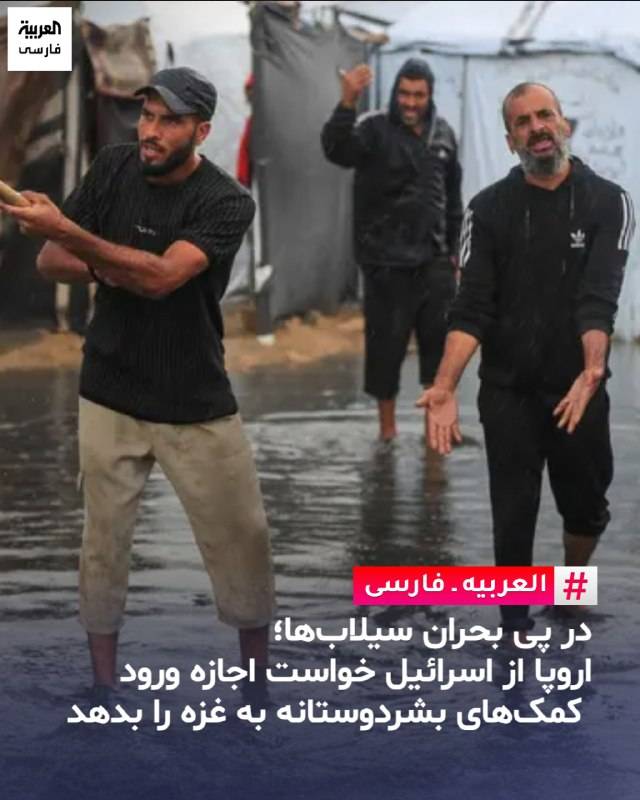 العربية
فارسی
# العربیه ـ فارسی
در پی بحران سیلاب‌ها؛
اروپا از اسرائیل خواست اجازه ورود
کمک‌های بشردوستانه به غزه را بدهد